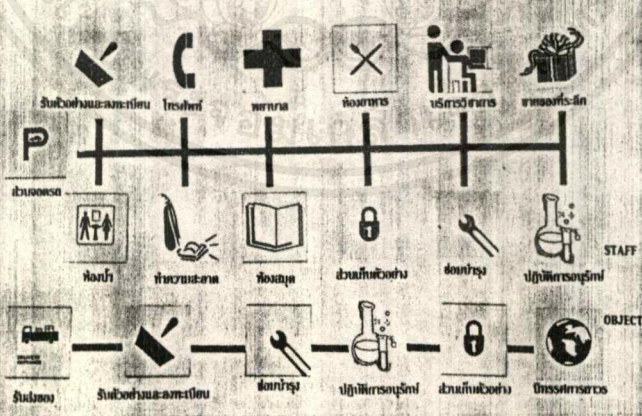 รับตัวอย่างและลงทะเบียน โทรศัพท์ พยาบาล ห้องอาหาร บริการวิชาการ ขายของที่ระลึก
P
ส่วนจอดรถ
ห้องน้ำ ทำความสะอาด ห้องสมุด ส่วนเก็บตัวอย่าง ซ่อมบำรุง ปฏิบัติการอนุรักษ์
STAFF
OBJECT
รับส่งของ รับตัวอย่างและลงทะเบียน ซ่อมบำรุง ปฏิบัติการอนุรักษ์ ส่วนเก็บตัวอย่าง นิทรรศการถาวร